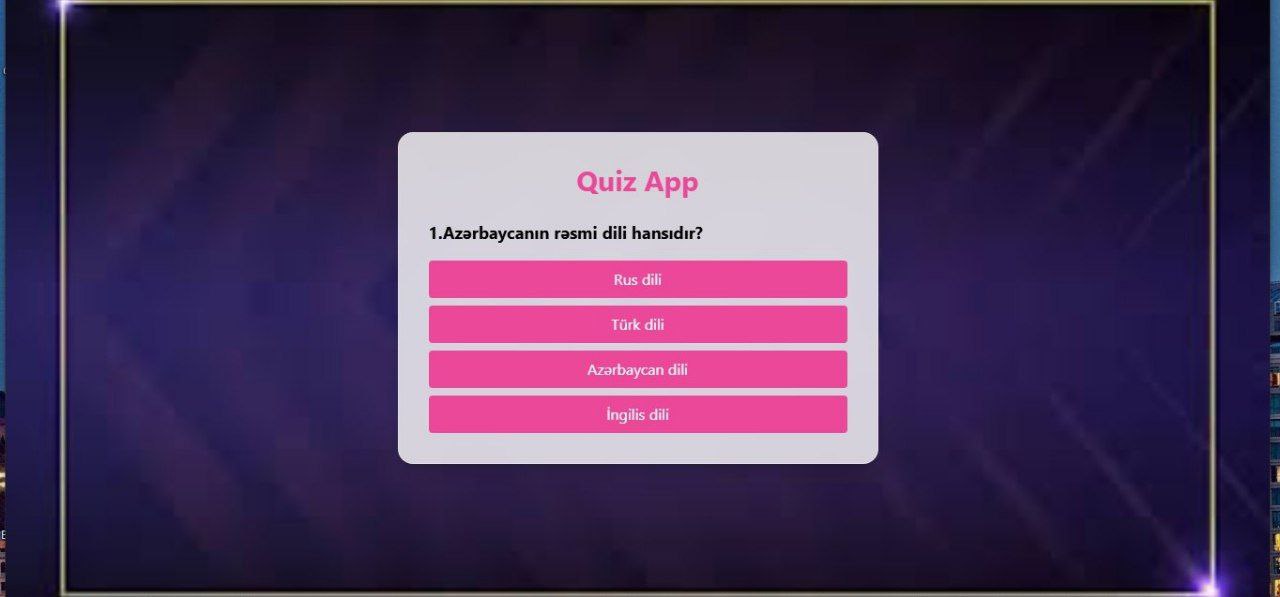 Quiz App
1.Azərbaycanın rəsmi dili hansıdır?
Rus dili
Türk dili
Azərbaycan dili
İngilis dili